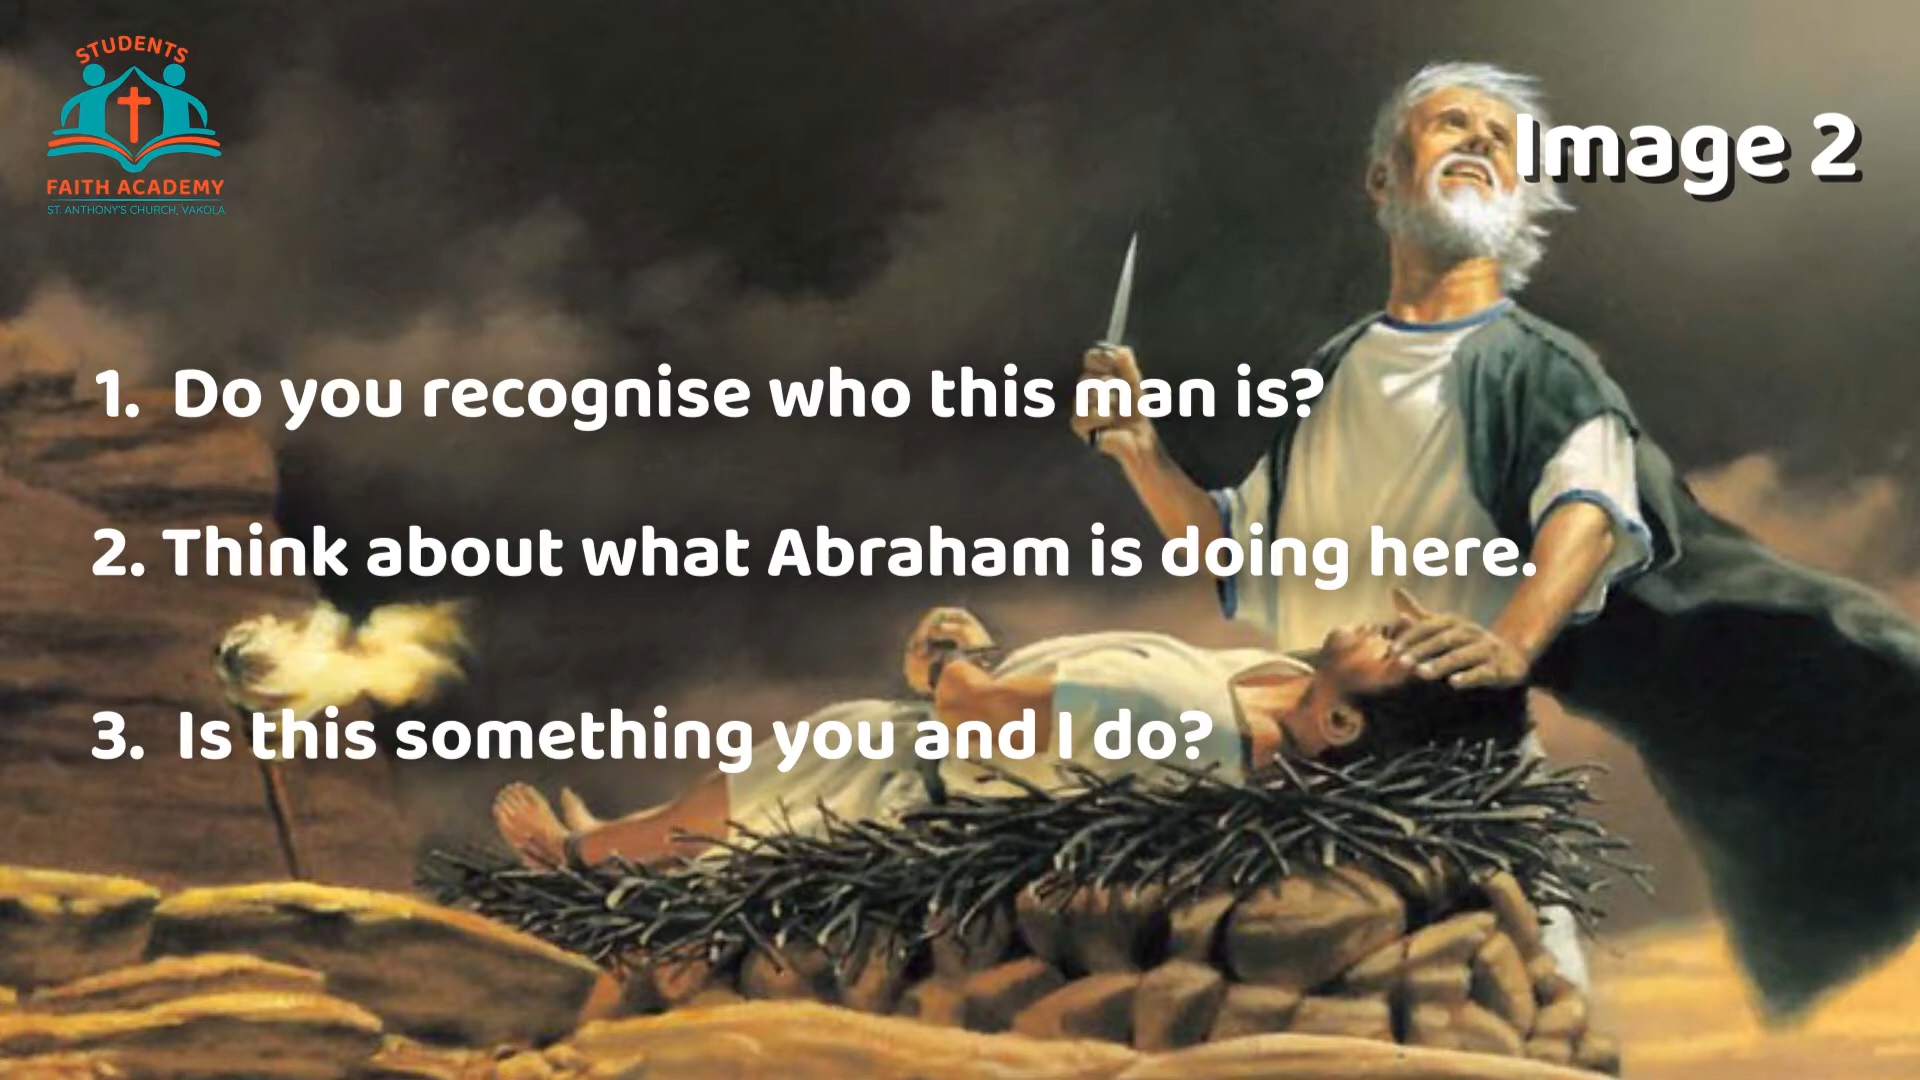 STUDENTS
FAITH ACADEMY
ST. ANTHONY'S CHURCH, VAKOLA
Image 2
1. Do you recognise who this man is?
2. Think about what Abraham is doing here.
3. Is this something you and I do?